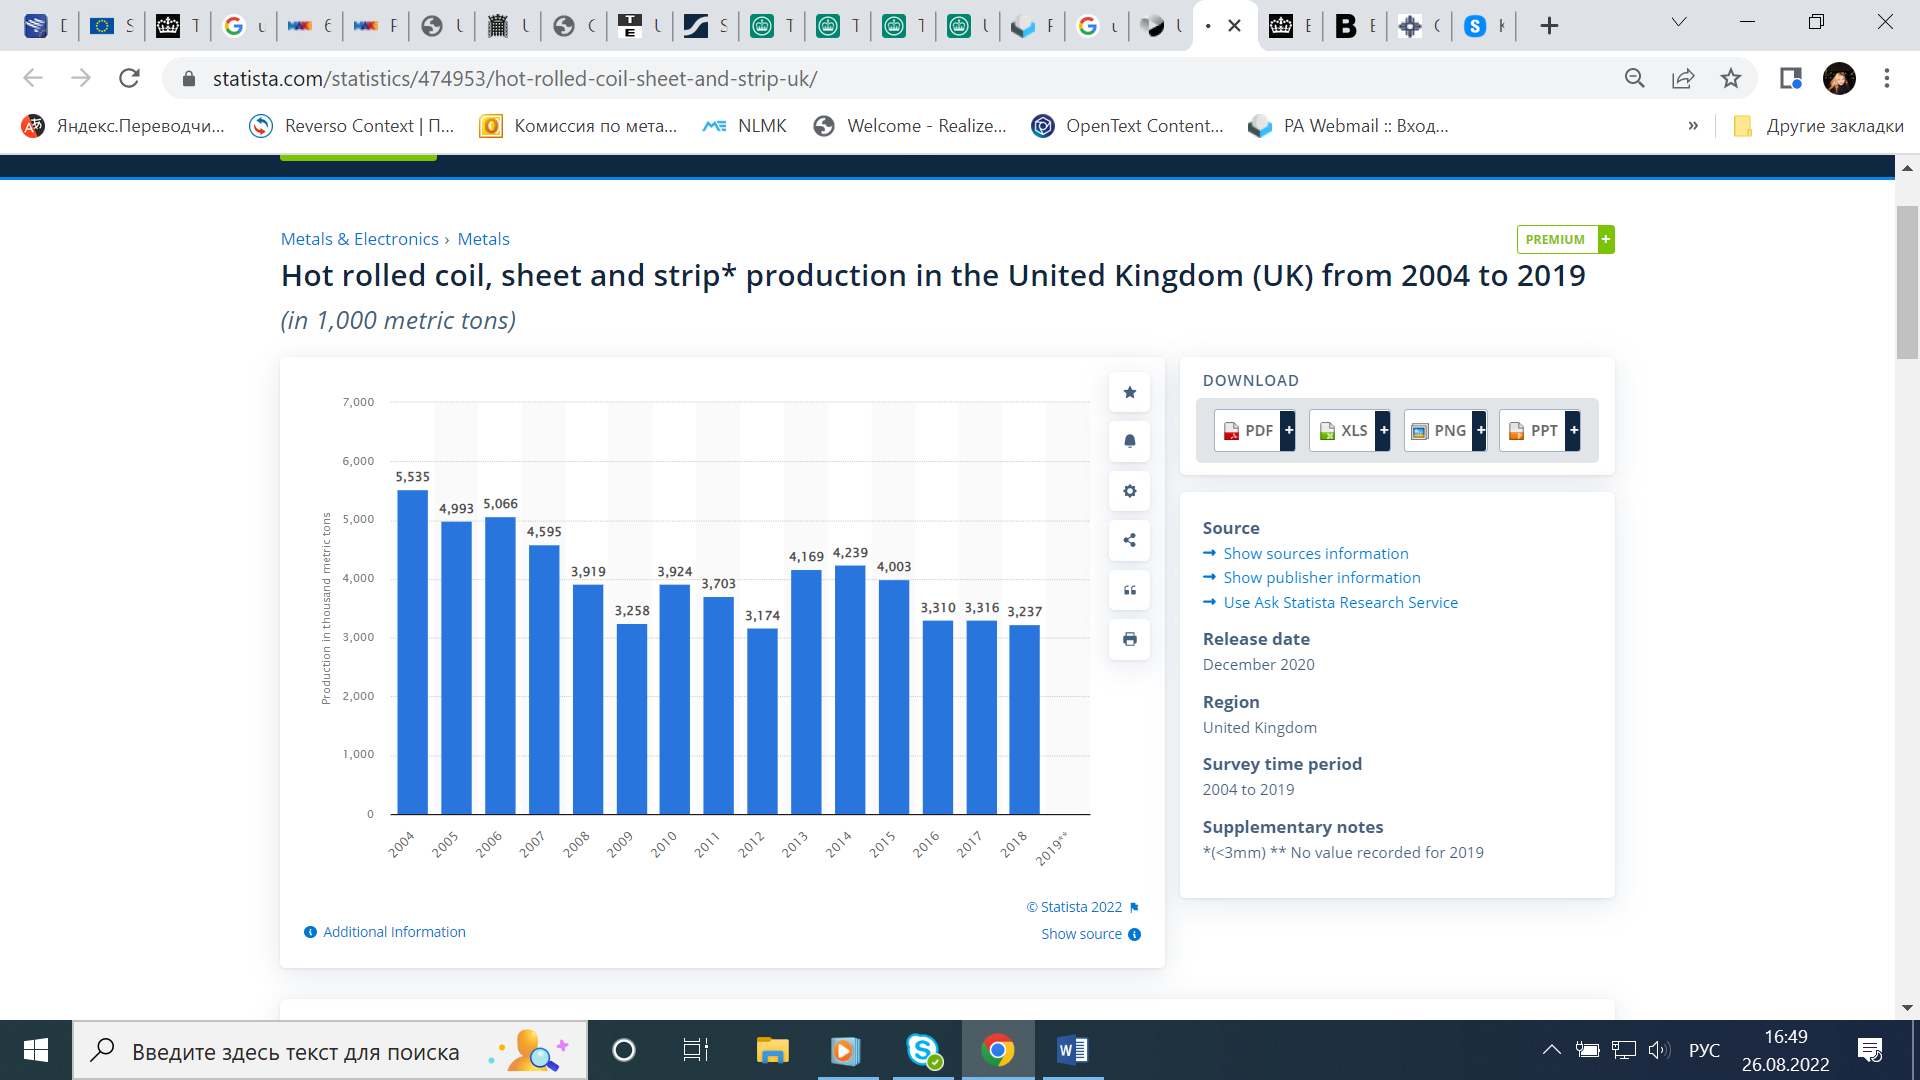 statista.com/statistics/474953/hot-rolled-coil-sheet-and-strip-uk/
Яндекс.Переводчи...
Reverso Context | П...
Комиссия по мета...
NLMK
Welcome - Realize...
OpenText Content...
PA Webmail :: Вход...
»
Другие закладки
Metals & Electronics › Metals
PREMIUM +
Hot rolled coil, sheet and strip* production in the United Kingdom (UK) from 2004 to 2019
(in 1,000 metric tons)
Production in thousand metric tons
7,000
6,000
5,000
4,000
3,000
2,000
1,000
0
5,535
4,993
5,066
4,595
3,919
3,258
3,924
3,703
3,174
4,169
4,239
4,003
3,310
3,316
3,237
2004
2005
2006
2007
2008
2009
2010
2011
2012
2013
2014
2015
2016
2017
2018
2019**
© Statista 2022
Additional Information
Show source
DOWNLOAD
PDF +
XLS +
PNG +
PPT +
Source
Show sources information
Show publisher information
Use Ask Statista Research Service
Release date
December 2020
Region
United Kingdom
Survey time period
2004 to 2019
Supplementary notes
*(<3mm) ** No value recorded for 2019
Введите здесь текст для поиска
РУС
16:49
26.08.2022